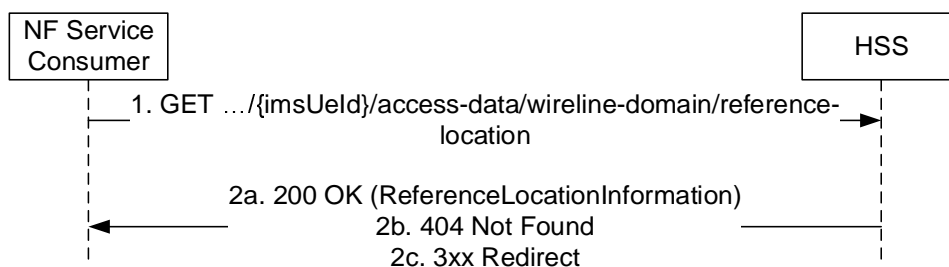 NF Service
Consumer
HSS
1. GET …/{imsUeId}/access-data/wireline-domain/reference-
location
2a. 200 OK (ReferenceLocationInformation)
2b. 404 Not Found
2c. 3xx Redirect